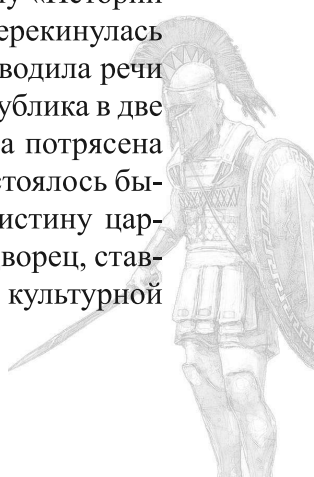 «Истории
ерекинулась
водила речи
ублика в две
а потрясена
стоялось бы-
истину цар-
ворец, став-
культурной